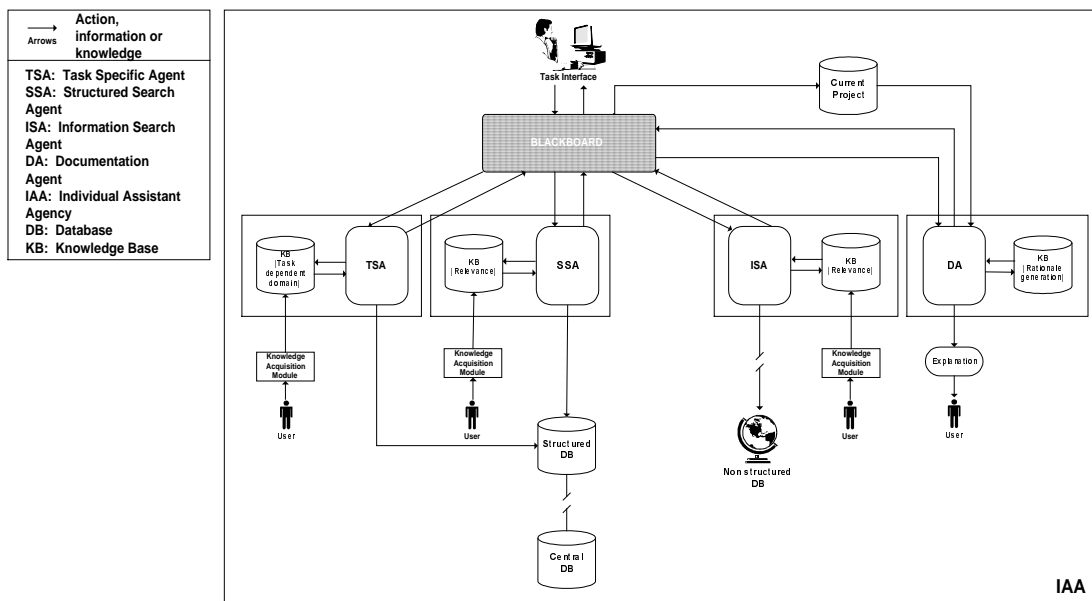 Action,
information or
knowledge
Arrows
TSA: Task Specific Agent
SSA: Structured Search
Agent
ISA: Information Search
Agent
DA: Documentation
Agent
IAA: Individual Assistant
Agency
DB: Database
KB: Knowledge Base
Task Interface
Current
Project
BLACKBOARD
KB
|Task
dependent
domain|
TSA
KB
|Relevance|
SSA
ISA
KB
|Relevance|
DA
KB
|Rationale
generation|
Knowledge
Acquisition
Module
User
Knowledge
Acquisition
Module
User
Knowledge
Acquisition
Module
User
Explanation
User
Structured
DB
Non structured
DB
Central
DB
IAA